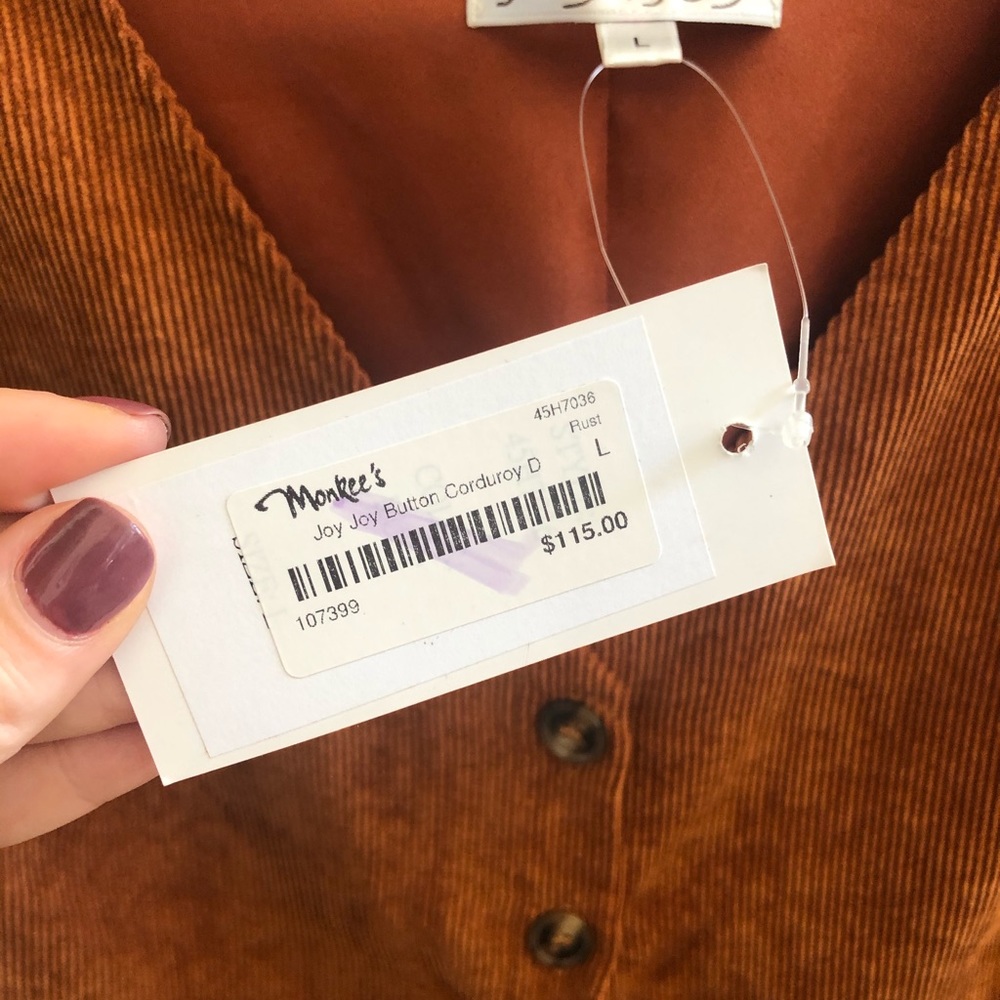 L
45H7036
Rust
L
Monkee's
Joy Joy Button Corduroy D
$115.00
107399